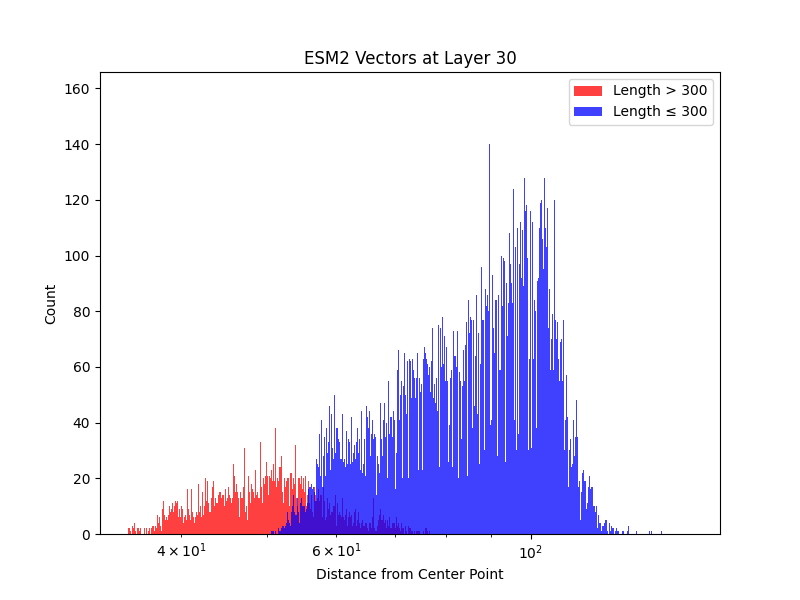 ESM2 Vectors at Layer 30
Length > 300
Length ≤ 300
160
140
120
100
80
60
40
20
0
Count
4 × 10¹
6 × 10¹
10²
Distance from Center Point